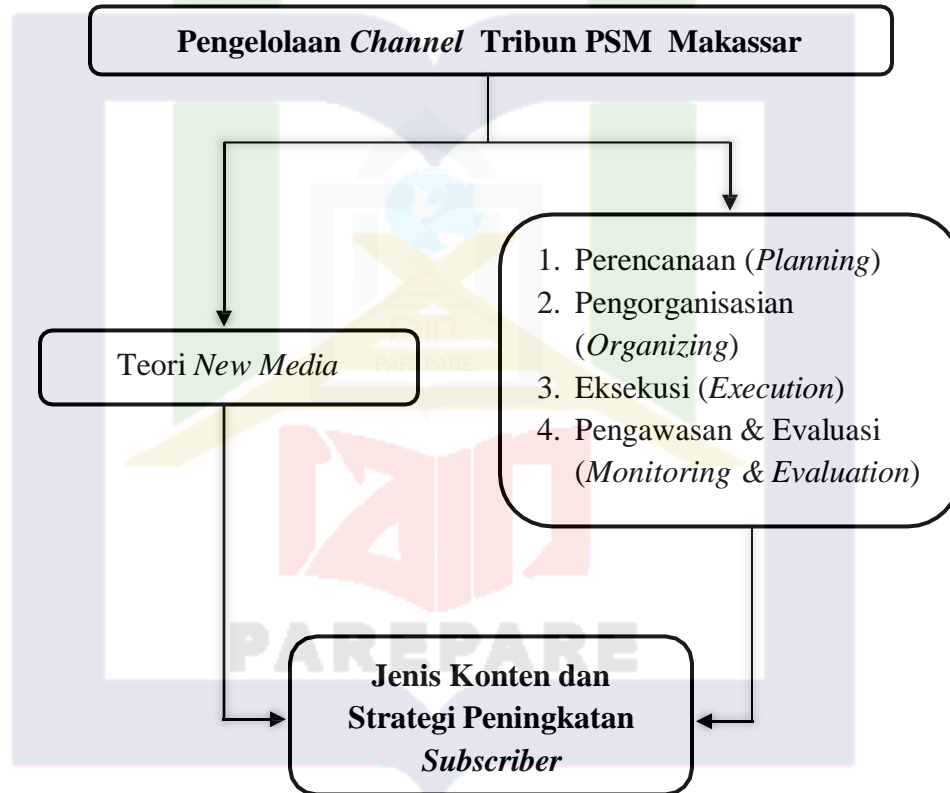 Pengelolaan Channel Tribun PSM Makassar
Teori New Media
1. Perencanaan (Planning)
2. Pengorganisasian
(Organizing)
3. Eksekusi (Execution)
4. Pengawasan & Evaluasi
(Monitoring & Evaluation)
PAREPARE
PAREPARE
Jenis Konten dan
Strategi Peningkatan
Subscriber